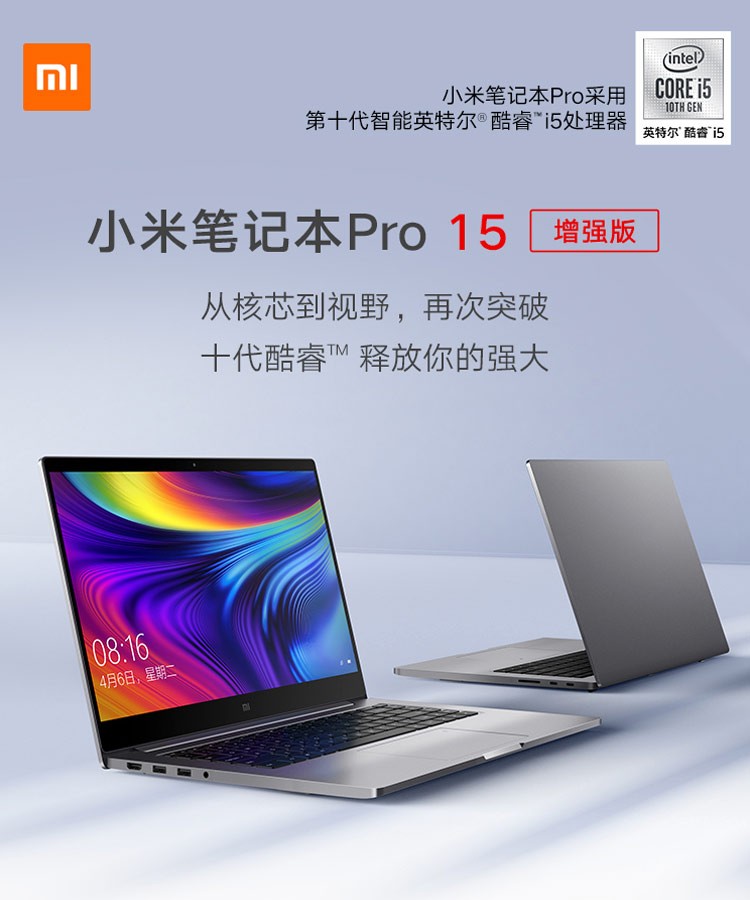 mi
小米笔记本Pro采用
第十代智能英特尔® 酷睿™ i5处理器
intel
CORE i5
10TH GEN
英特尔® 酷睿™ i5
小米笔记本Pro 15 增强版
从核芯到视野，再次突破
十代酷睿™ 释放你的强大
08:16
4月6日，星期二
mi